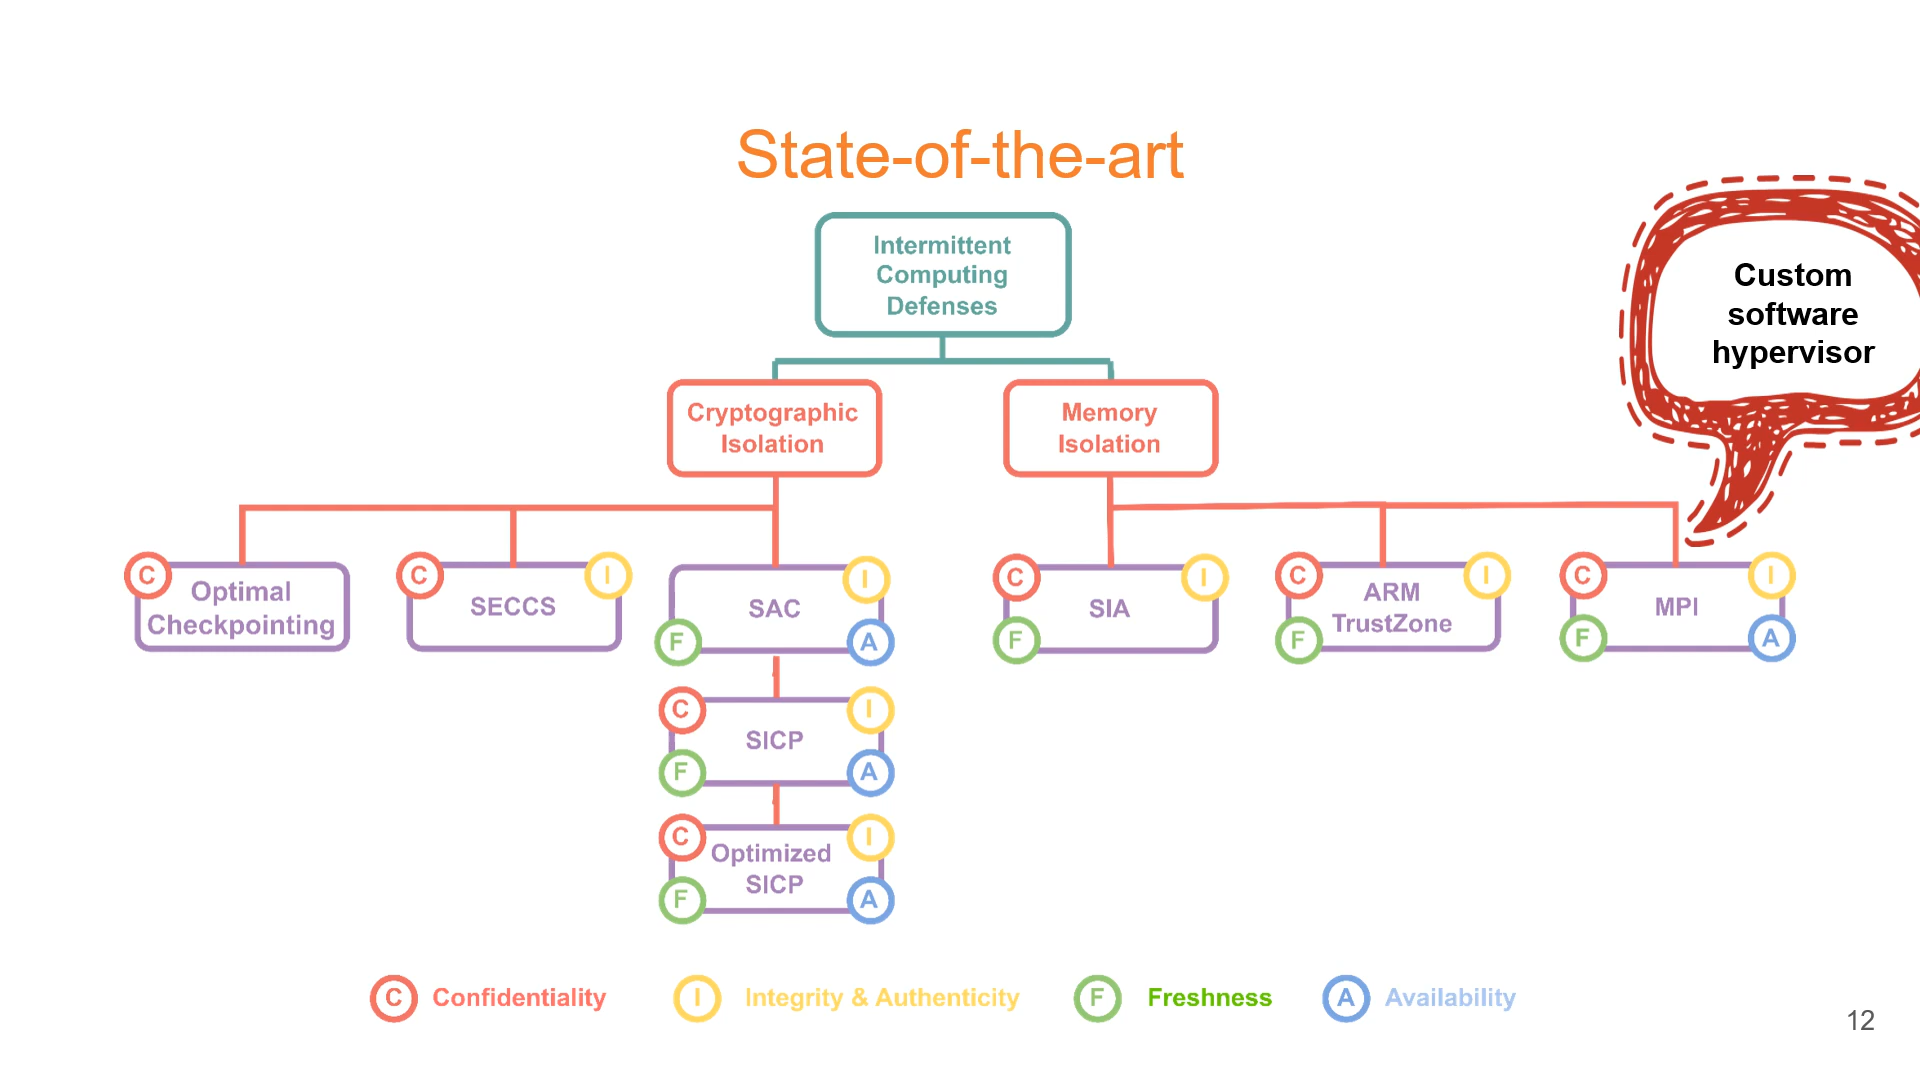 State-of-the-art
Intermittent
Computing
Defenses
Custom
software
hypervisor
Cryptographic
Isolation
Memory
Isolation
C
Optimal
Checkpointing
C
I
SECCS
I
SAC
F
A
C
I
SIA
F
C
I
ARM
TrustZone
F
C
I
MPI
F
A
C
I
SICP
F
A
C
I
Optimized
SICP
F
A
C Confidentiality
I Integrity & Authenticity
F Freshness
A Availability
12